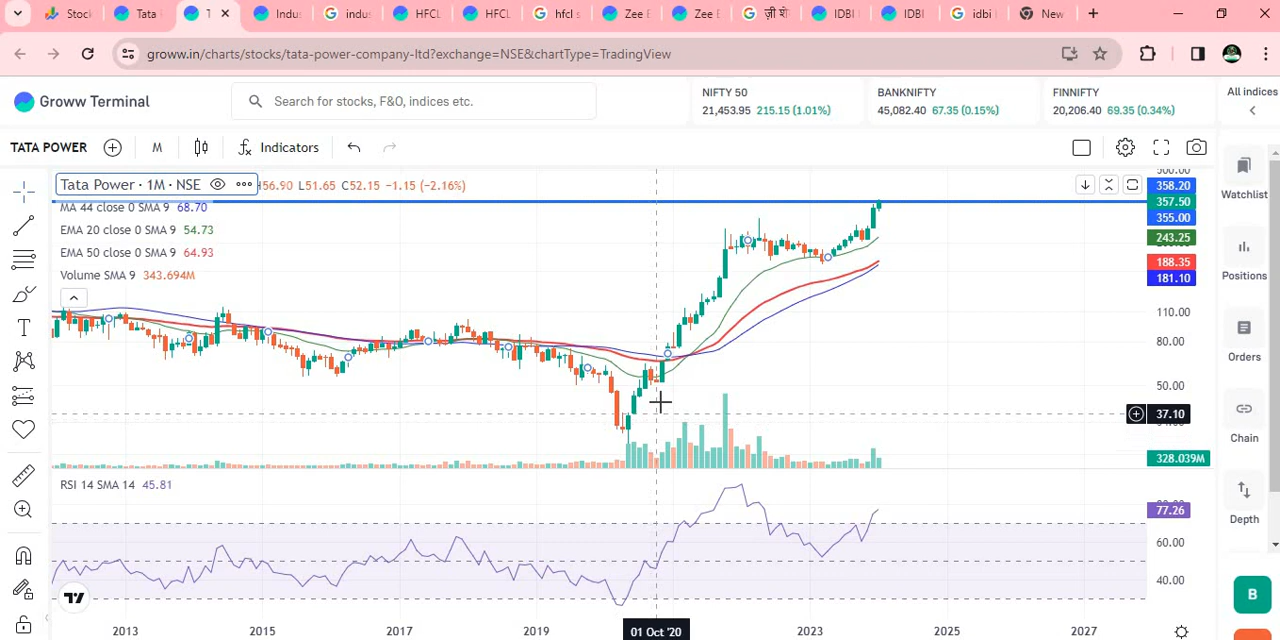 Stock
Tata
T
Indus
indus
HFCL
HFCL
hfcl s
Zee E
Zee E
ज़ी शे
IDBI
IDBI
idbi
New
groww.in/charts/stocks/tata-power-company-ltd?exchange=NSE&chartType=TradingView
Groww Terminal
Search for stocks, F&O, indices etc.
NIFTY 50
21,453.95 215.15 (1.01%)
BANKNIFTY
45,082.40 67.35 (0.15%)
FINNIFTY
20,206.40 69.35 (0.34%)
All indices
TATA POWER
M
Indicators
Tata Power · 1M · NSE
H56.90 L51.65 C52.15 -1.15 (-2.16%)
MA 44 close 0 SMA 9 68.70
EMA 20 close 0 SMA 9 54.73
EMA 50 close 0 SMA 9 64.93
Volume SMA 9 343.694M
500.00
358.20
357.50
355.00
243.25
188.35
181.10
110.00
80.00
50.00
37.10
328.039M
RSI 14 SMA 14 45.81
77.26
60.00
40.00
2013
2015
2017
2019
01 Oct '20
2023
2025
2027
Watchlist
Positions
Orders
Chain
Depth
B